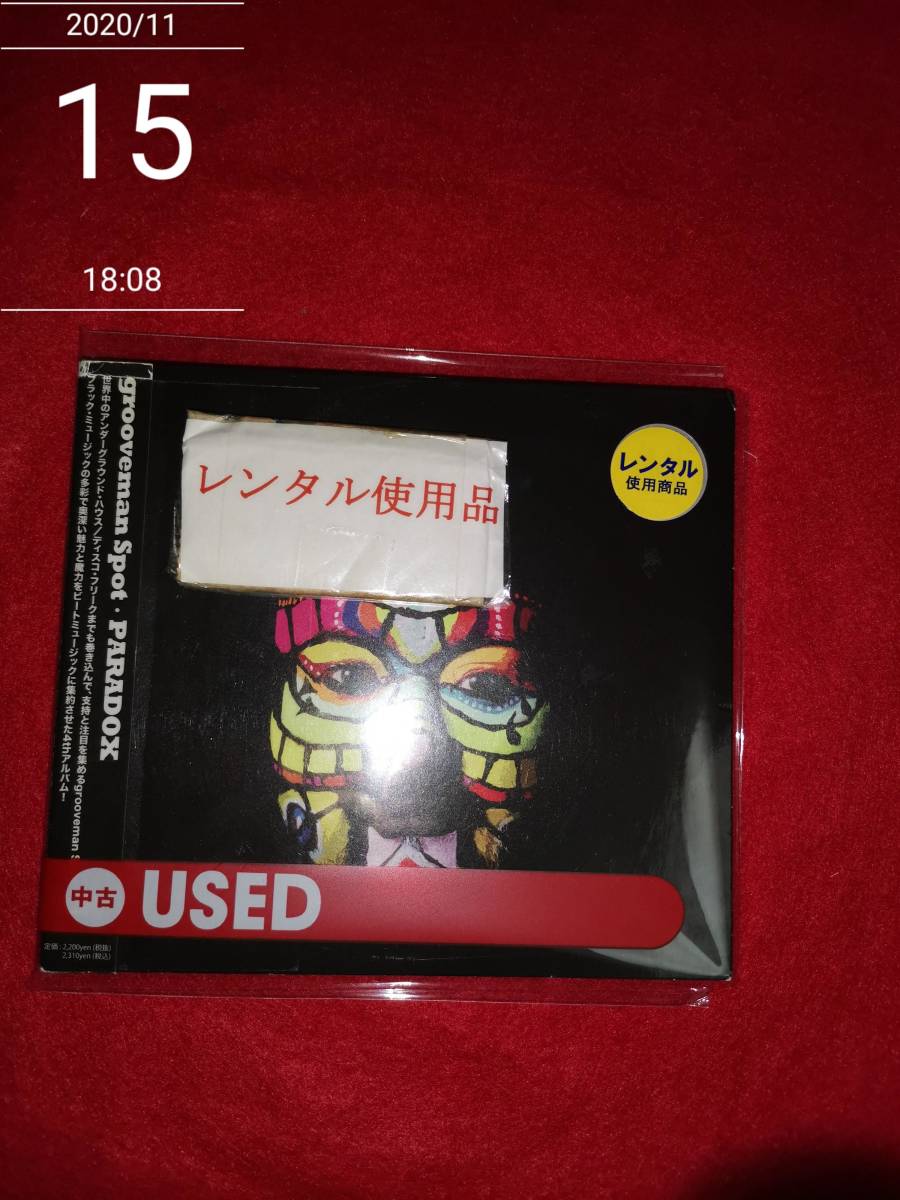 2020/11
15
18:08
grooveman Spot・PARADOX
世界中のアンダーグラウンド・ハウス/ディスコ・フリークまでも巻き込んで、支持と注目を集めるgrooveman S
ブラック・ミュージックの多彩で奥深い魅力と魔力をビートミュージックに集約させた4thアルバム!
レンタル使用品
レンタル
使用商品
中古 USED
定価:2,200yen(税抜)
2,310yen(税込)